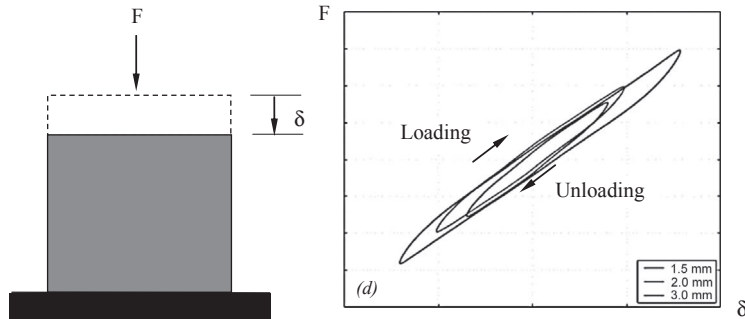 F
δ
F
Loading
Unloading
(d)
1.5 mm
2.0 mm
3.0 mm
δ